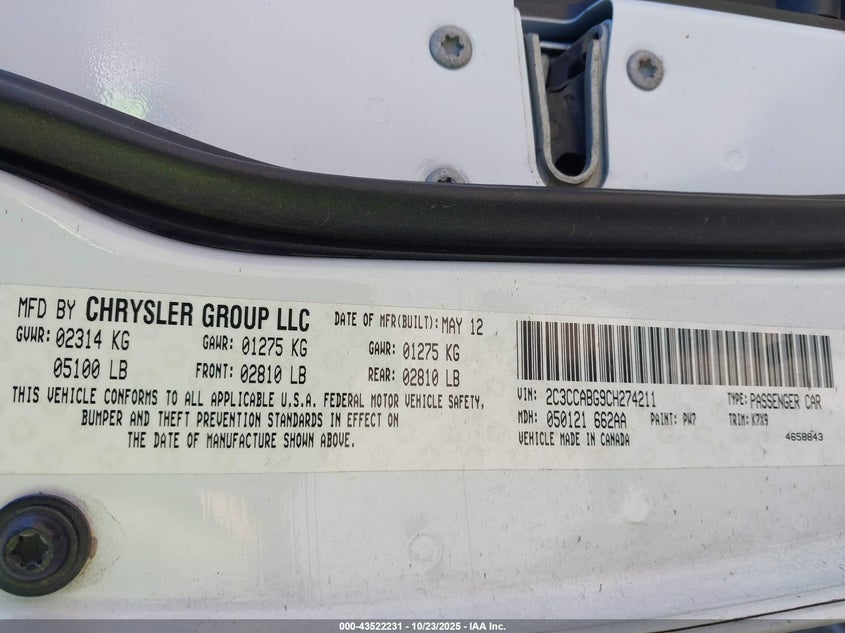 MFD BY CHRYSLER GROUP LLC DATE OF MFR(BUILT): MAY 12
GVWR: 02314 KG GAWR: 01275 KG GAWR: 01275 KG
05100 LB FRONT: 02810 LB REAR: 02810 LB
THIS VEHICLE CONFORMS TO ALL APPLICABLE U.S.A. FEDERAL MOTOR VEHICLE SAFETY,
BUMPER AND THEFT PREVENTION STANDARDS IN EFFECT ON
THE DATE OF MANUFACTURE SHOWN ABOVE.
VIN: 2C3CCABG9CH274211 TYPE: PASSENGER CAR
MDH: 050121 662AA PAINT: PW7 TRIM: K7X9
VEHICLE MADE IN CANADA 4658843
000-43522231 - 10/23/2025 - IAA Inc.